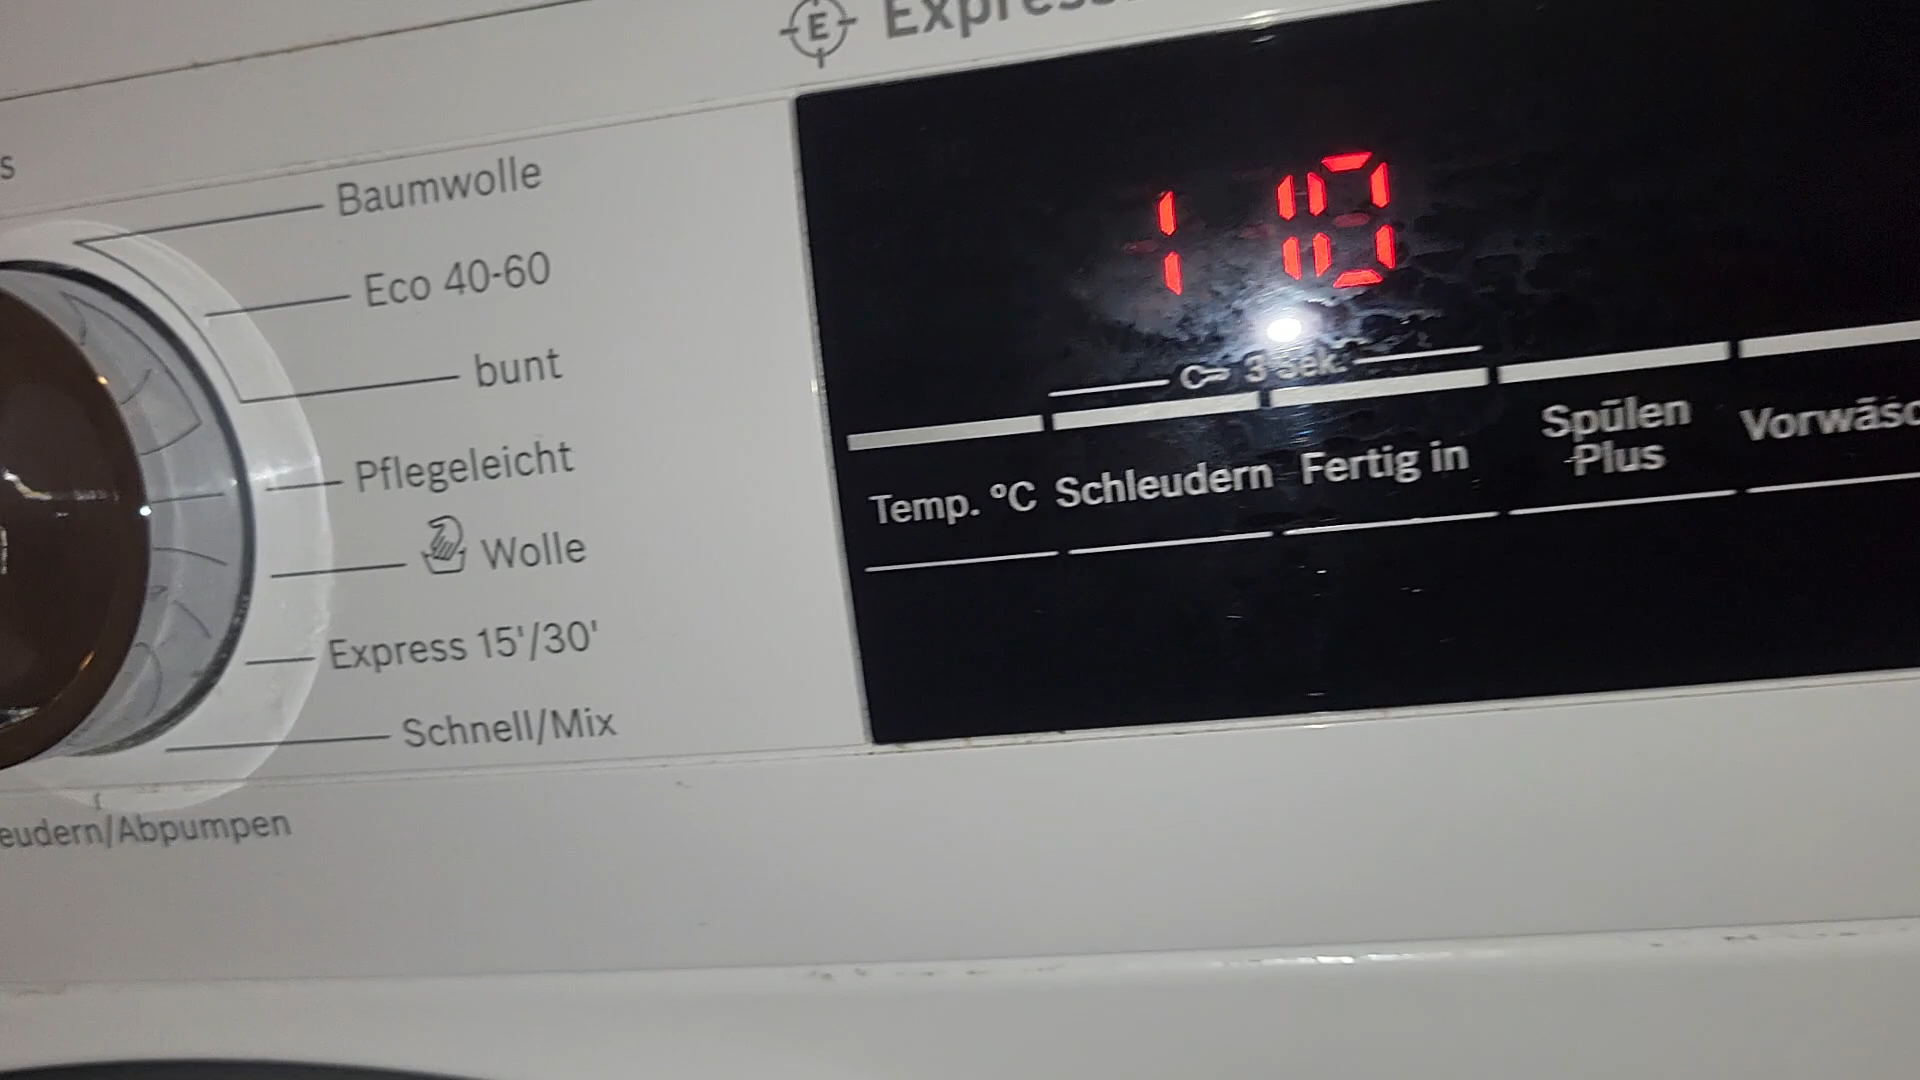 E Express
s
Baumwolle
Eco 40-60
bunt
Pflegeleicht
Wolle
Express 15'/30'
Schnell/Mix
eudern/Abpumpen
1 10
3 Sek.
Temp. °C
Schleudern
Fertig in
Spülen
Plus
Vorwäsc